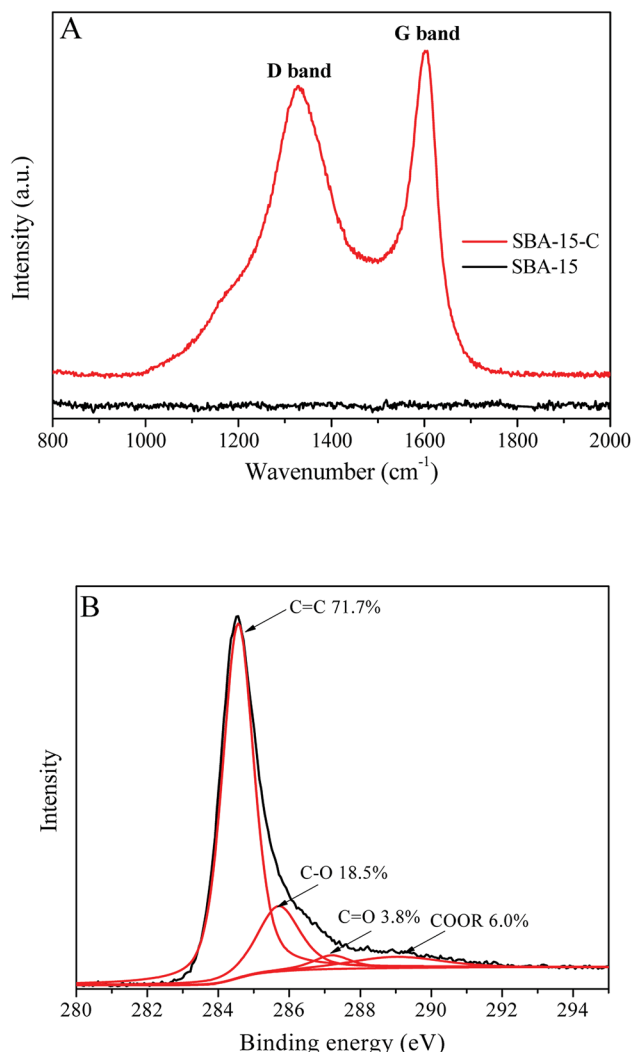 A
G band
D band
Intensity (a.u.)
SBA-15-C
SBA-15
800 1000 1200 1400 1600 1800 2000
Wavenumber (cm⁻¹)
B
C=C 71.7%
Intensity
C-O 18.5%
C=O 3.8%
COOR 6.0%
280 282 284 286 288 290 292 294
Binding energy (eV)